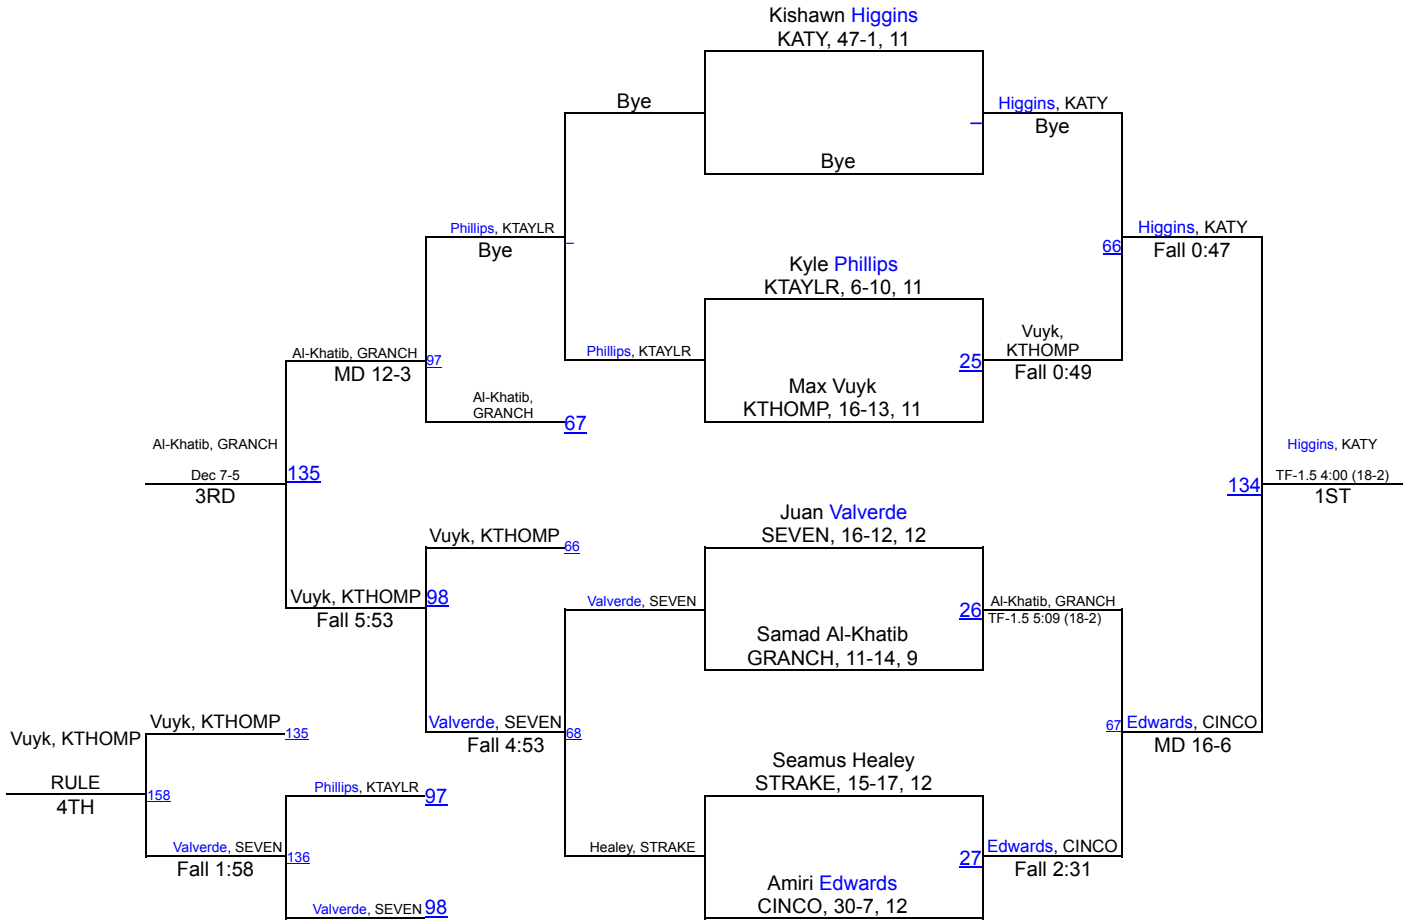 Kishawn Higgins
KATY, 47-1, 11
Bye
Higgins, KATY
–
Bye
Bye
Phillips, KTAYLR
–
Bye
Higgins, KATY
66
Fall 0:47
Kyle Phillips
KTAYLR, 6-10, 11
Al-Khatib, GRANCH
97
MD 12-3
Phillips, KTAYLR
Vuyk,
KTHOMP
25
Fall 0:49
Max Vuyk
KTHOMP, 16-13, 11
Al-Khatib,
GRANCH
67
Al-Khatib, GRANCH
Dec 7-5
135
3RD
Higgins, KATY
TF-1.5 4:00 (18-2)
134
1ST
Juan Valverde
SEVEN, 16-12, 12
Vuyk, KTHOMP
66
Vuyk, KTHOMP
98
Fall 5:53
Valverde, SEVEN
26
Al-Khatib, GRANCH
TF-1.5 5:09 (18-2)
Samad Al-Khatib
GRANCH, 11-14, 9
Valverde, SEVEN
68
Fall 4:53
67
Edwards, CINCO
MD 16-6
Vuyk, KTHOMP
135
Vuyk, KTHOMP
RULE
158
4TH
Seamus Healey
STRAKE, 15-17, 12
Phillips, KTAYLR
97
Valverde, SEVEN
136
Fall 1:58
Healey, STRAKE
27
Edwards, CINCO
Fall 2:31
Amiri Edwards
CINCO, 30-7, 12
Valverde, SEVEN
98